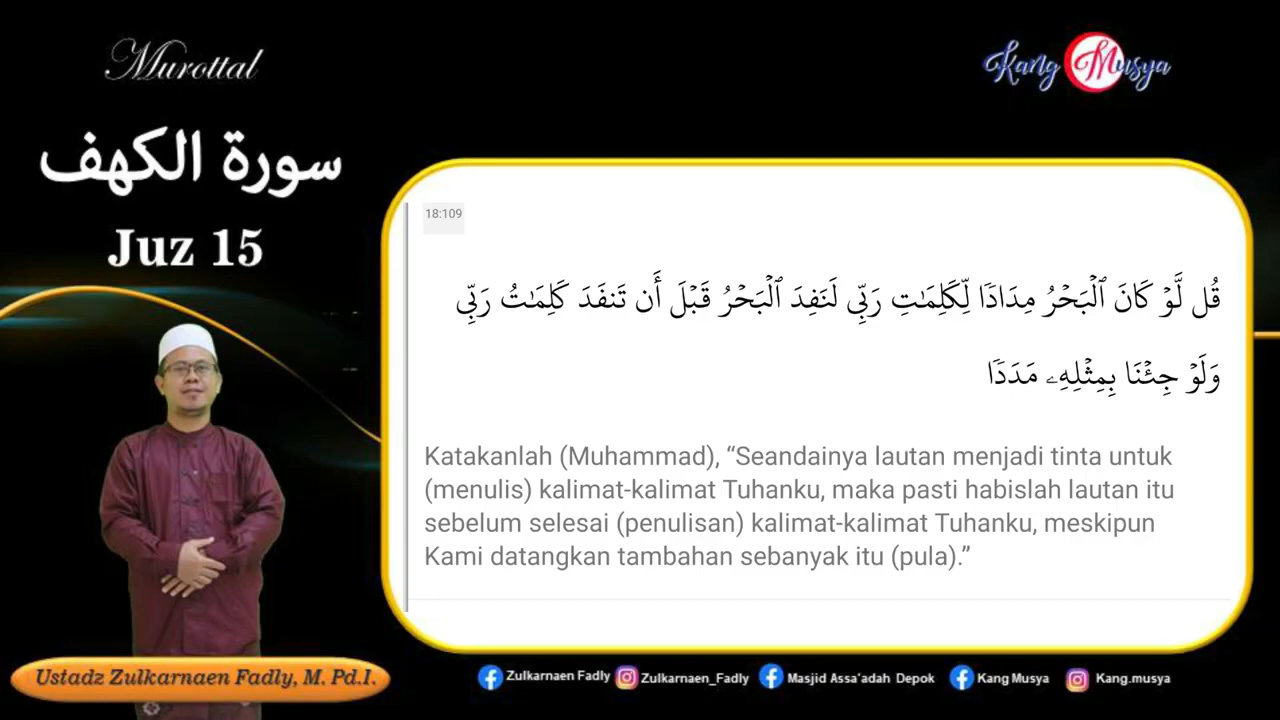 Murottal
Kang Musya
سورة الكهف
Juz 15
18:109
قُل لَّوْ كَانَ ٱلْبَحْرُ مِدَادًا لِّكَلِمَـٰتِ رَبِّى لَنَفِدَ ٱلْبَحْرُ قَبْلَ أَن تَنفَدَ كَلِمَـٰتُ رَبِّى
وَلَوْ جِئْنَا بِمِثْلِهِۦ مَدَدًا
Katakanlah (Muhammad), “Seandainya lautan menjadi tinta untuk
(menulis) kalimat-kalimat Tuhanku, maka pasti habislah lautan itu
sebelum selesai (penulisan) kalimat-kalimat Tuhanku, meskipun
Kami datangkan tambahan sebanyak itu (pula).”
Ustadz Zulkarnaen Fadly, M. Pd.I.
Zulkarnaen Fadly Zulkarnaen_Fadly Masjid Assa'adah Depok Kang Musya Kang.musya